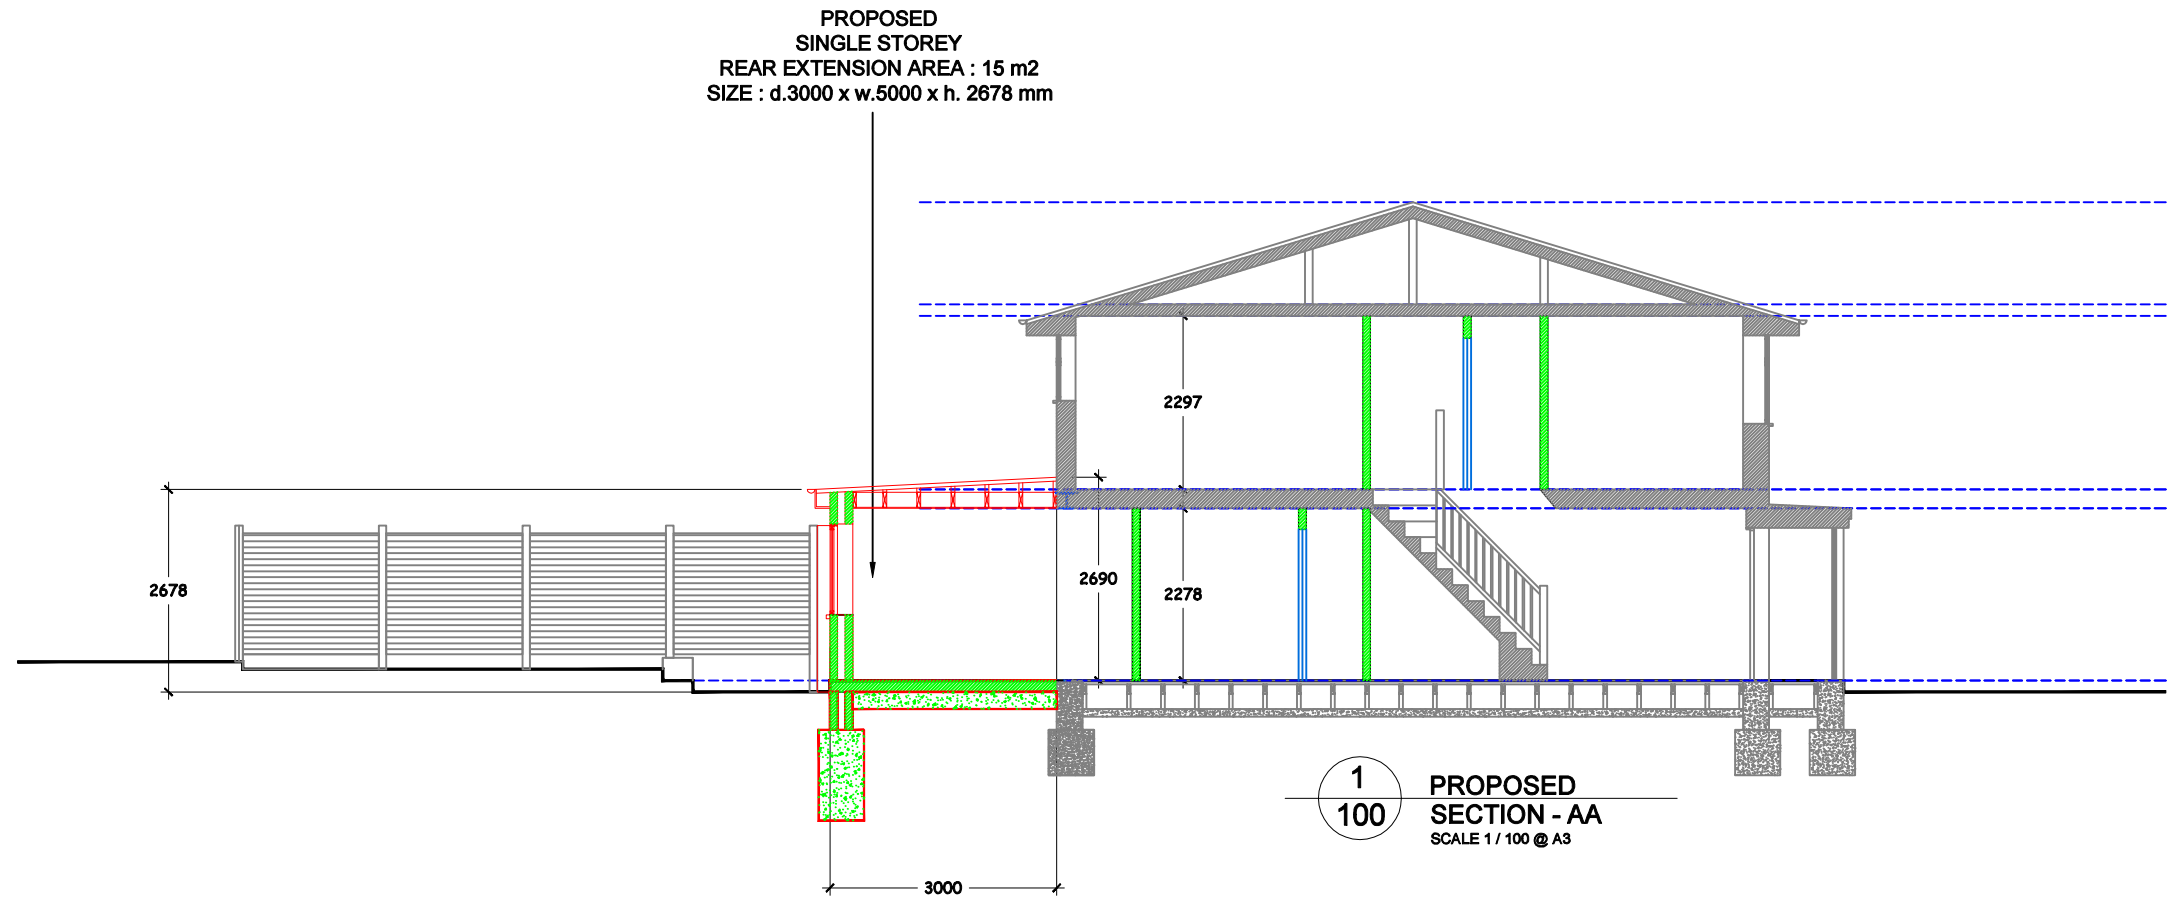 PROPOSED
SINGLE STOREY
REAR EXTENSION AREA : 15 m2
SIZE : d.3000 x w.5000 x h. 2678 mm
2297
2678
2690
2278
1
100
PROPOSED
SECTION - AA
SCALE 1 / 100 @ A3
3000